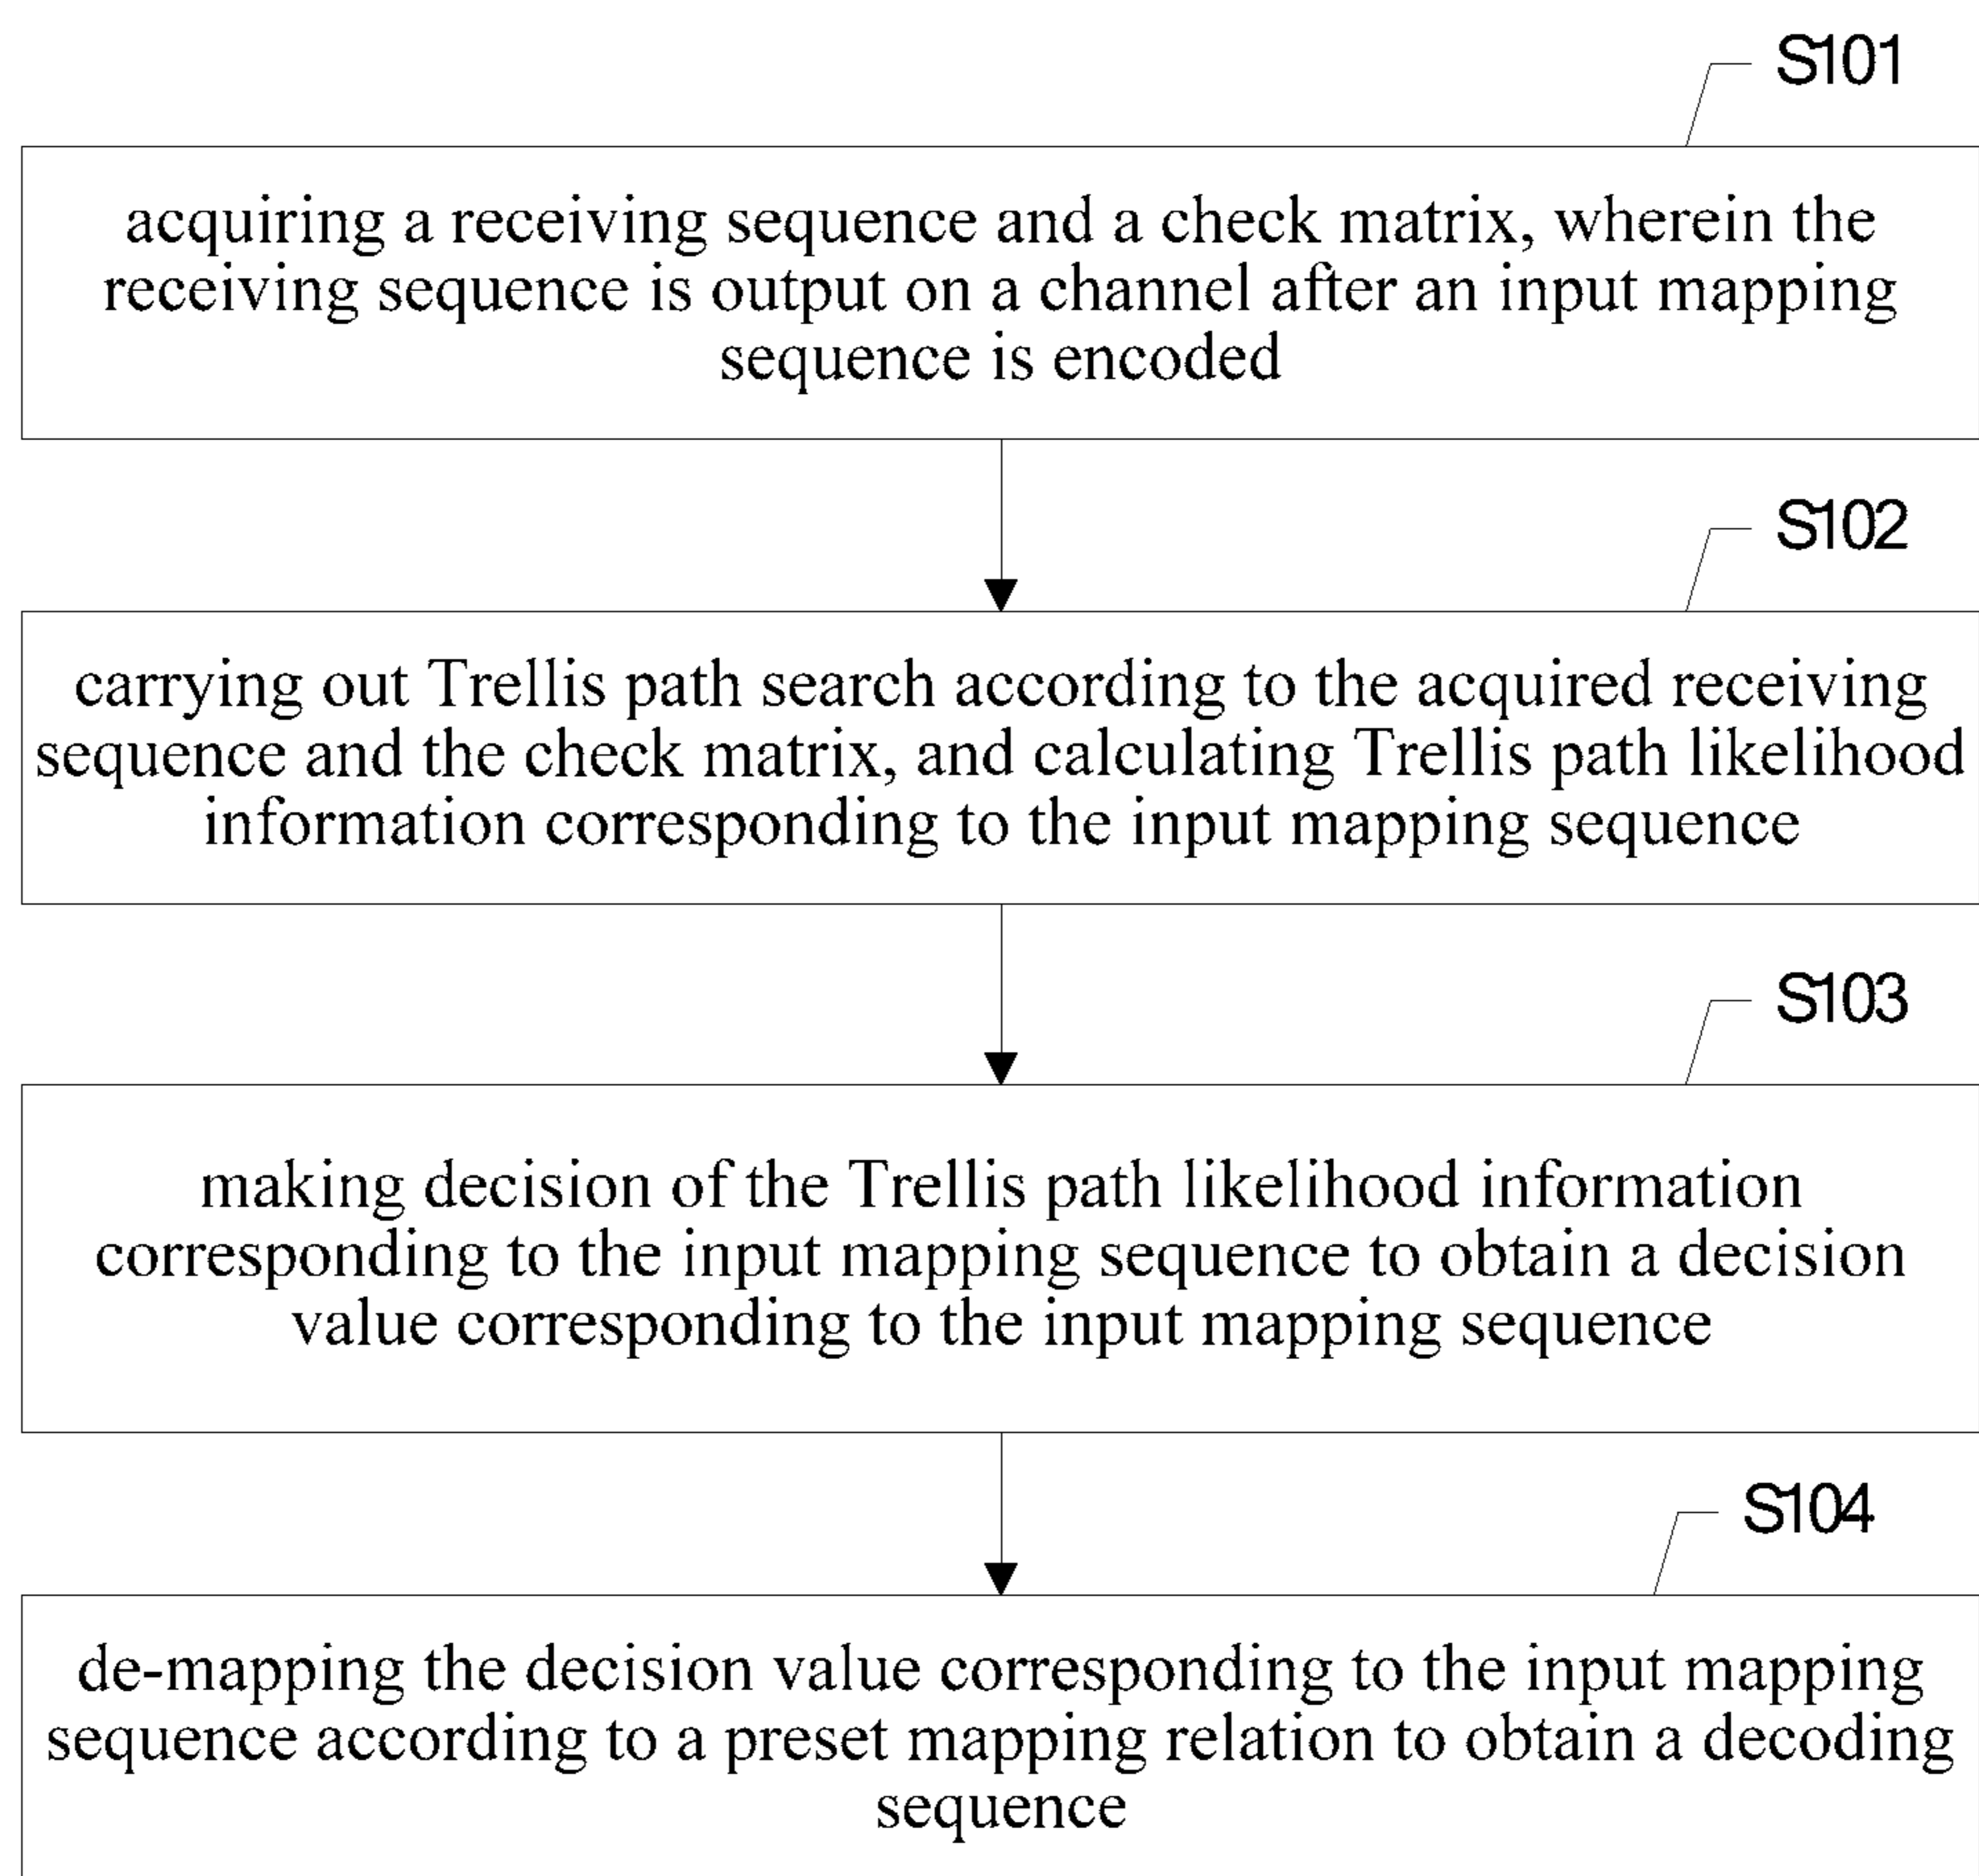 S101
acquiring a receiving sequence and a check matrix, wherein the
receiving sequence is output on a channel after an input mapping
sequence is encoded
S102
carrying out Trellis path search according to the acquired receiving
sequence and the check matrix, and calculating Trellis path likelihood
information corresponding to the input mapping sequence
S103
making decision of the Trellis path likelihood information
corresponding to the input mapping sequence to obtain a decision
value corresponding to the input mapping sequence
S104
de-mapping the decision value corresponding to the input mapping
sequence according to a preset mapping relation to obtain a decoding
sequence